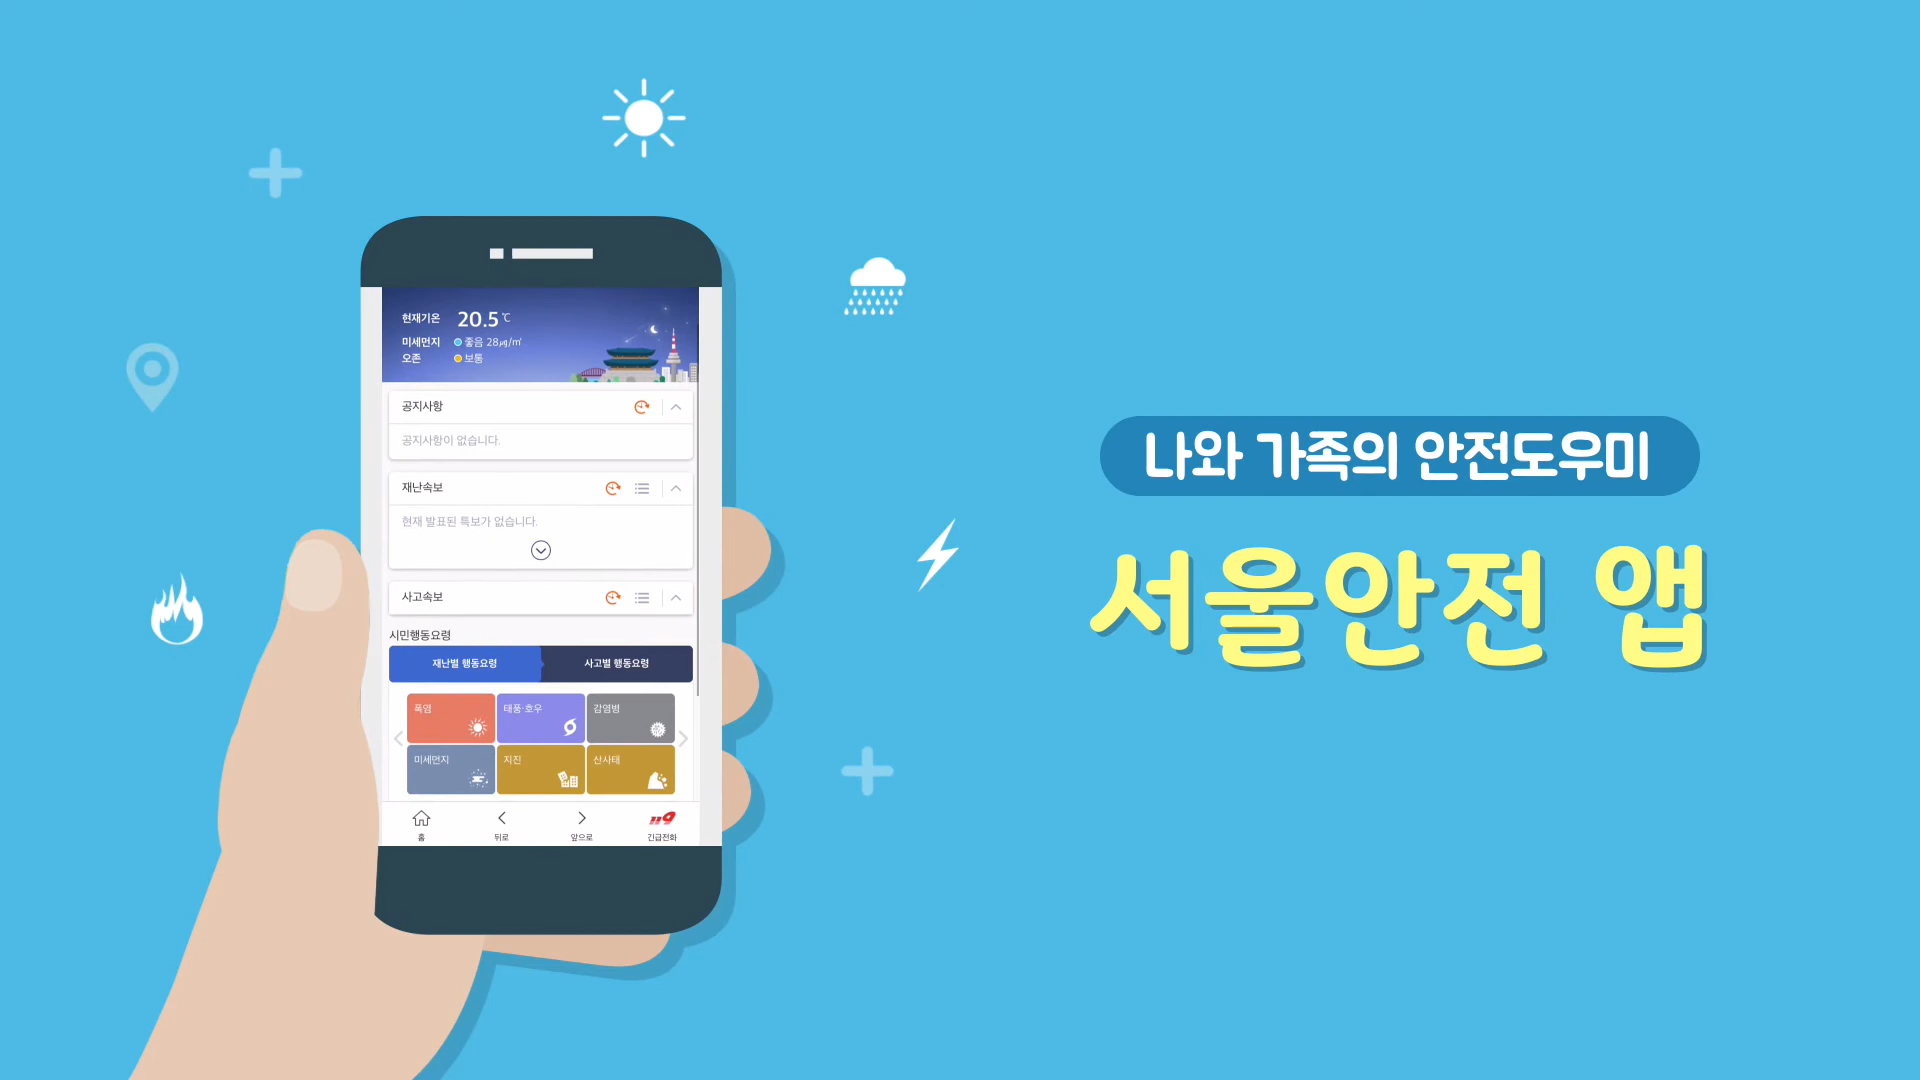 현재기온 20.5 ℃
미세먼지 좋음 28㎍/㎥
오존 보통
공지사항
공지사항이 없습니다.
재난속보
현재 발표된 특보가 없습니다.
사고속보
시민행동요령
재난별 행동요령 사고별 행동요령
폭염 태풍·호우 감염병
미세먼지 지진 산사태
119
홈 뒤로 앞으로 긴급전화
나와 가족의 안전도우미
서울안전 앱